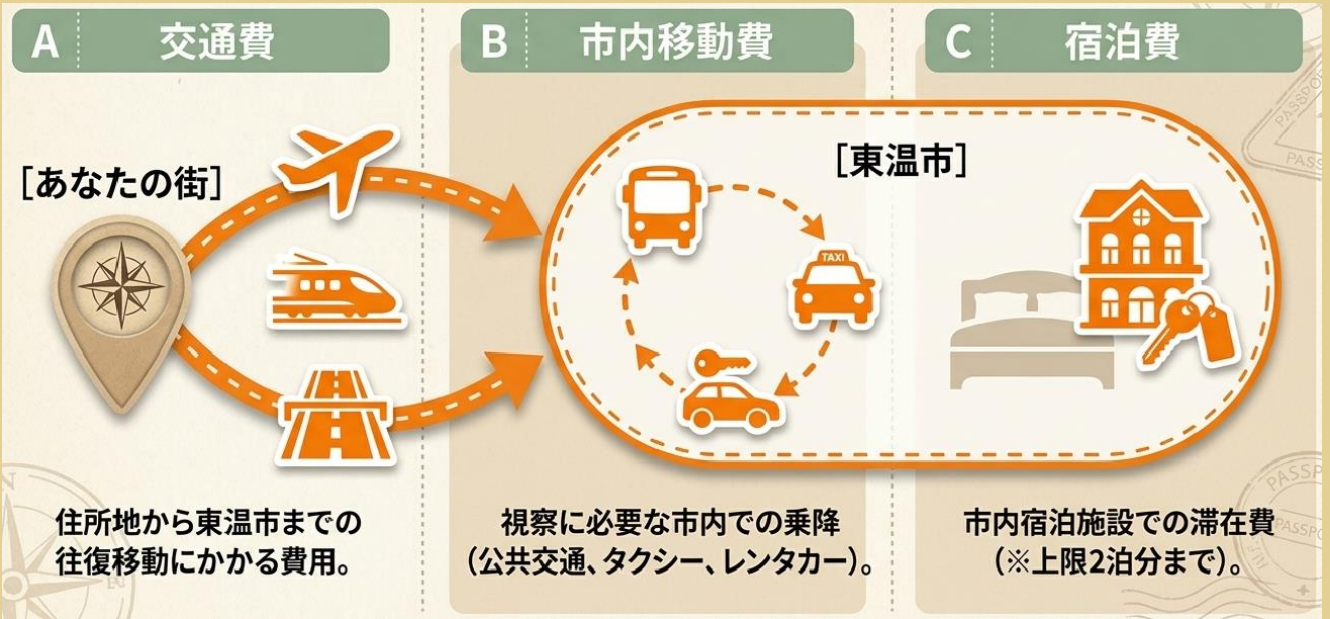 A 交通費
B 市内移動費
C 宿泊費
[あなたの街]
[東温市]
TAXI
住所地から東温市までの
往復移動にかかる費用。
視察に必要な市内での乗降
(公共交通、タクシー、レンタカー)。
市内宿泊施設での滞在費
(※上限2泊分まで)。
PASSPORT
PASS
PASSPORT
PASSPO
N